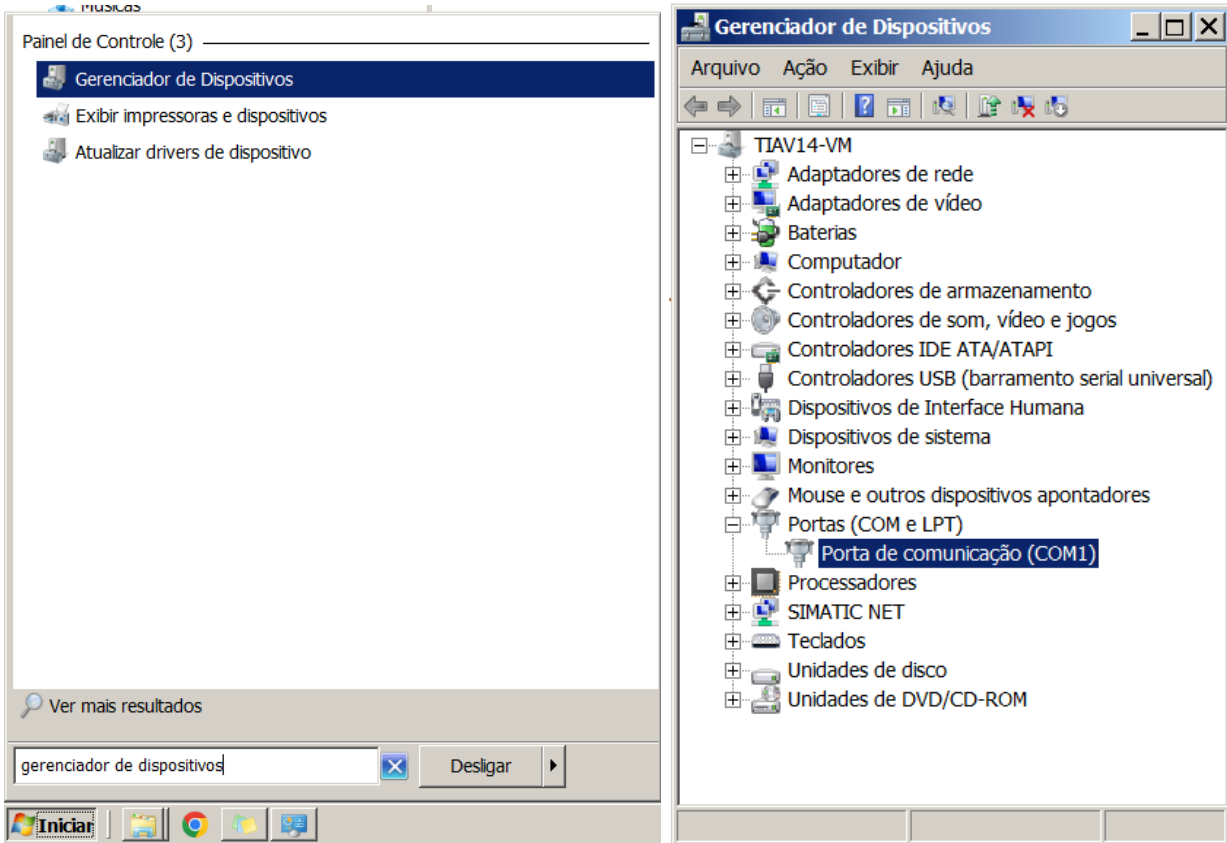 Músicas
Painel de Controle (3)
Gerenciador de Dispositivos
Exibir impressoras e dispositivos
Atualizar drivers de dispositivo
Ver mais resultados
gerenciador de dispositivos
Desligar
Iniciar
Gerenciador de Dispositivos
Arquivo Ação Exibir Ajuda
TIAV14-VM
Adaptadores de rede
Adaptadores de vídeo
Baterias
Computador
Controladores de armazenamento
Controladores de som, vídeo e jogos
Controladores IDE ATA/ATAPI
Controladores USB (barramento serial universal)
Dispositivos de Interface Humana
Dispositivos de sistema
Monitores
Mouse e outros dispositivos apontadores
Portas (COM e LPT)
Porta de comunicação (COM1)
Processadores
SIMATIC NET
Teclados
Unidades de disco
Unidades de DVD/CD-ROM